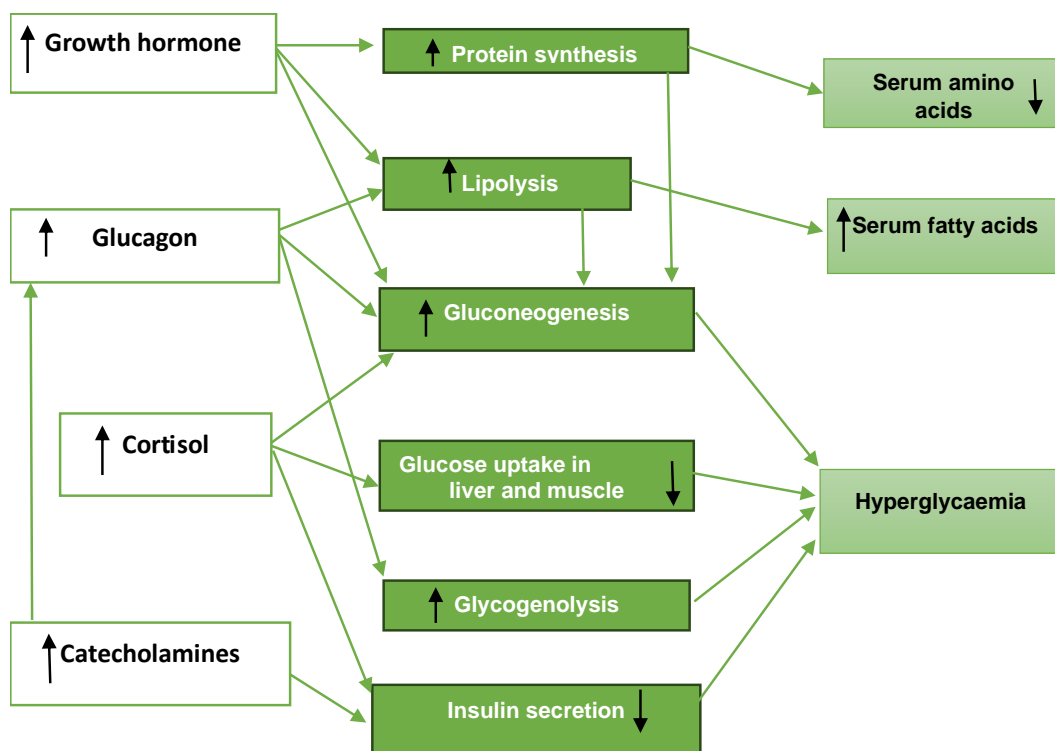 Growth hormone
Protein synthesis
Serum amino
acids
Lipolysis
Serum fatty acids
Glucagon
Gluconeogenesis
Cortisol
Glucose uptake in
liver and muscle
Hyperglycaemia
Glycogenolysis
Catecholamines
Insulin secretion